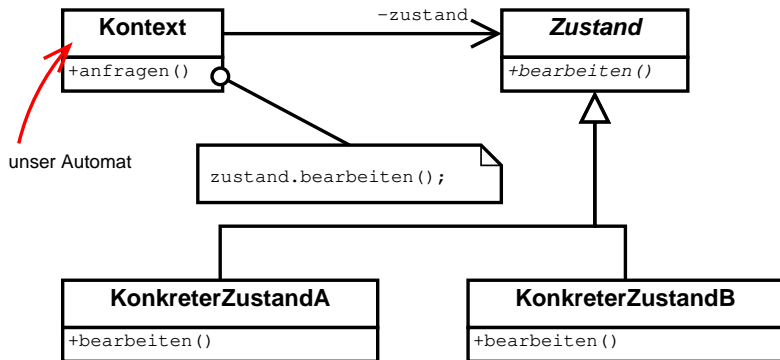 Kontext
−zustand
Zustand
+anfragen()
+bearbeiten()
unser Automat
zustand.bearbeiten();
KonkreterZustandA
KonkreterZustandB
+bearbeiten()
+bearbeiten()